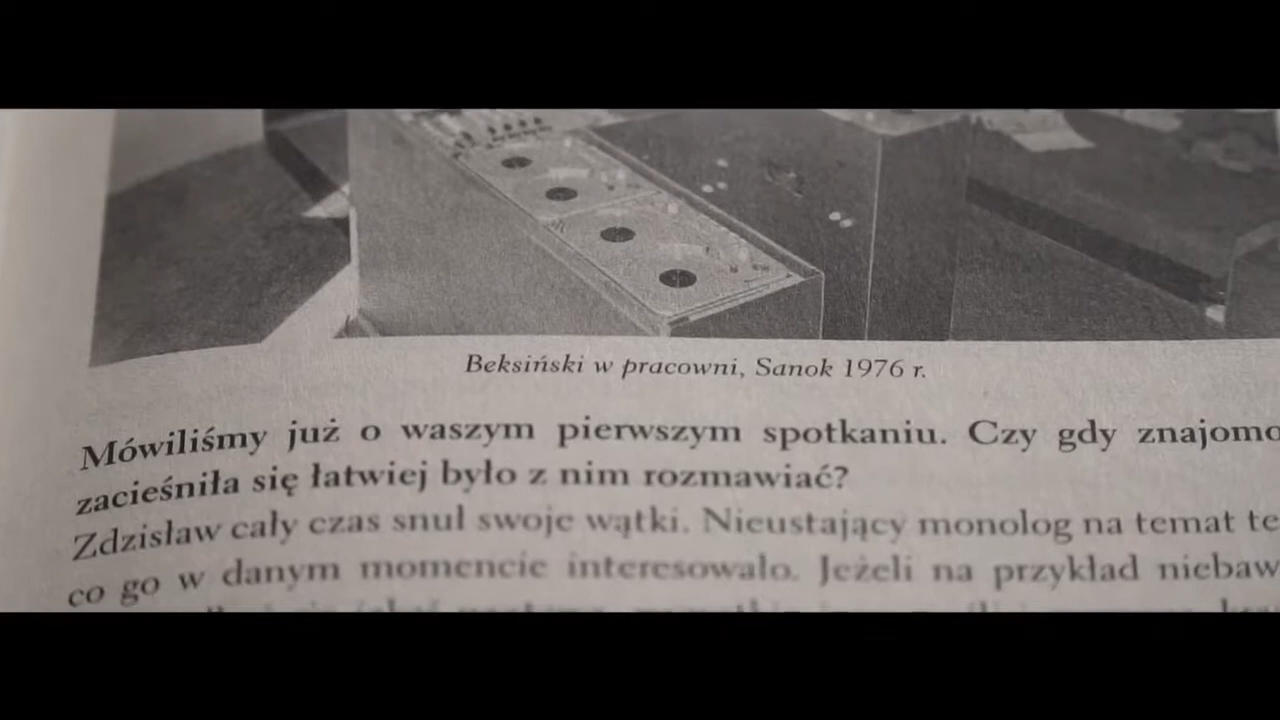 Beksiński w pracowni, Sanok 1976 r.
Mówiliśmy już o waszym pierwszym spotkaniu. Czy gdy znajomo
zacieśniła się łatwiej było z nim rozmawiać?
Zdzisław cały czas snuł swoje wątki. Nieustający monolog na temat te
co go w danym momencie interesowało. Jeżeli na przykład niebaw